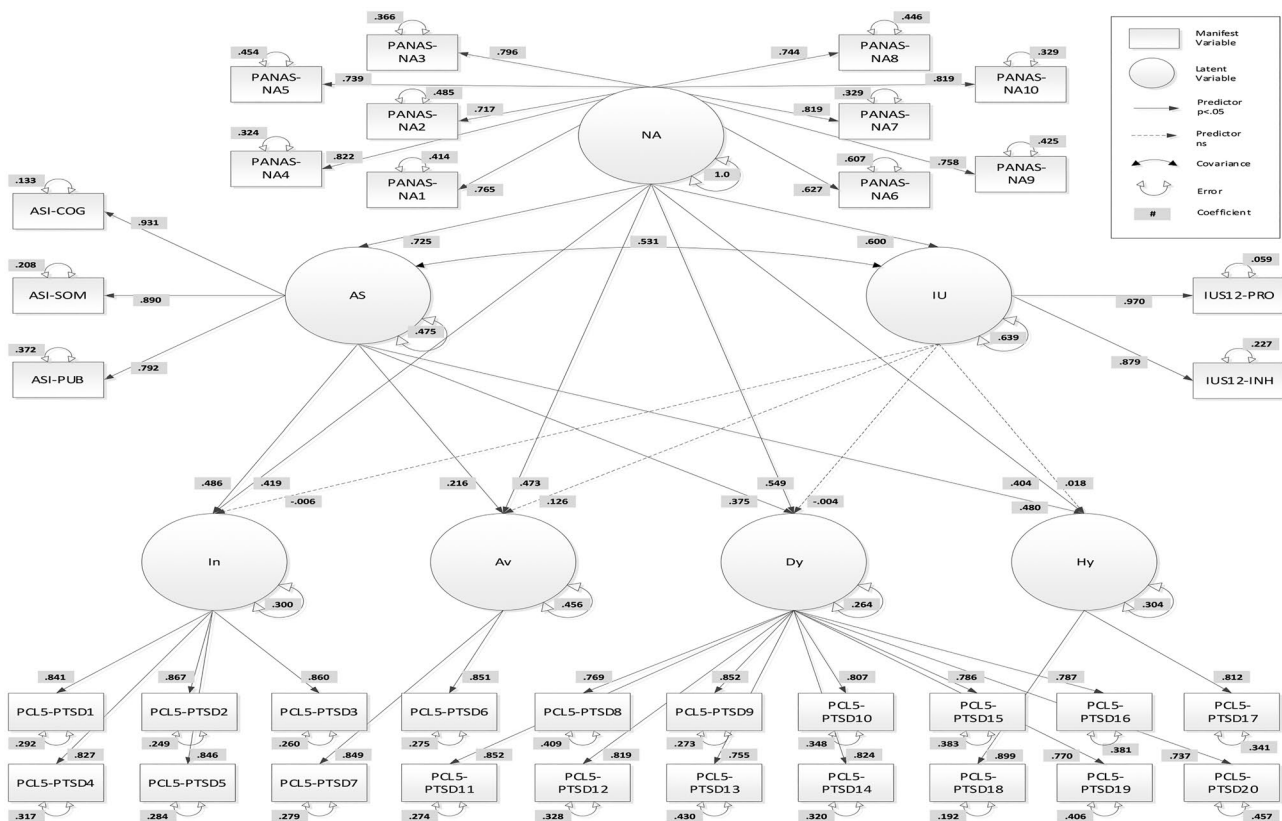 .366
PANAS-
NA3
.796
.454
PANAS-
NA5
.739
.485
PANAS-
NA2
.717
.324
PANAS-
NA4
.822
.414
PANAS-
NA1
.765
.446
PANAS-
NA8
.744
.329
PANAS-
NA10
.819
.329
PANAS-
NA7
.819
.425
PANAS-
NA9
.758
.607
PANAS-
NA6
.627
NA
1.0
Manifest
Variable
Latent
Variable
Predictor
p<.05
Predictor
ns
Covariance
Error
#
Coefficient
.133
ASI-COG
.931
.208
ASI-SOM
.890
.372
ASI-PUB
.792
.725
.531
.600
AS
.475
IU
.639
.059
IUS12-PRO
.970
.227
IUS12-INH
.879
.486
.419
-.006
.216
.473
.126
.375
.549
-.004
.404
.480
.018
In
.300
Av
.456
Dy
.264
Hy
.304
.841
PCL5-PTSD1
.292
.867
PCL5-PTSD2
.249
.860
PCL5-PTSD3
.260
.851
PCL5-PTSD6
.275
.769
PCL5-PTSD8
.409
.852
PCL5-PTSD9
.273
.807
PCL5-
PTSD10
.348
.786
PCL5-
PTSD15
.383
.787
PCL5-
PTSD16
.381
.812
PCL5-
PTSD17
.341
.827
PCL5-PTSD4
.317
.846
PCL5-PTSD5
.284
.849
PCL5-PTSD7
.279
.852
PCL5-
PTSD11
.274
.819
PCL5-
PTSD12
.328
.755
PCL5-
PTSD13
.430
.824
PCL5-
PTSD14
.320
.899
PCL5-
PTSD18
.192
.770
PCL5-
PTSD19
.406
.737
PCL5-
PTSD20
.457